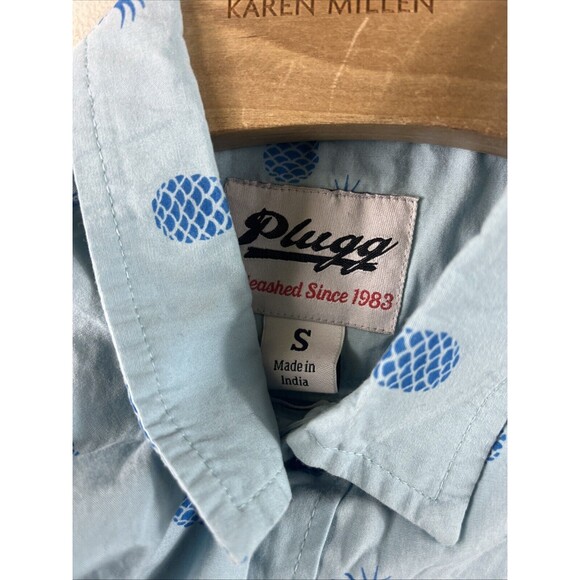 KAREN MILLEN
Plugg
leashed Since 1983
S
Made in
India